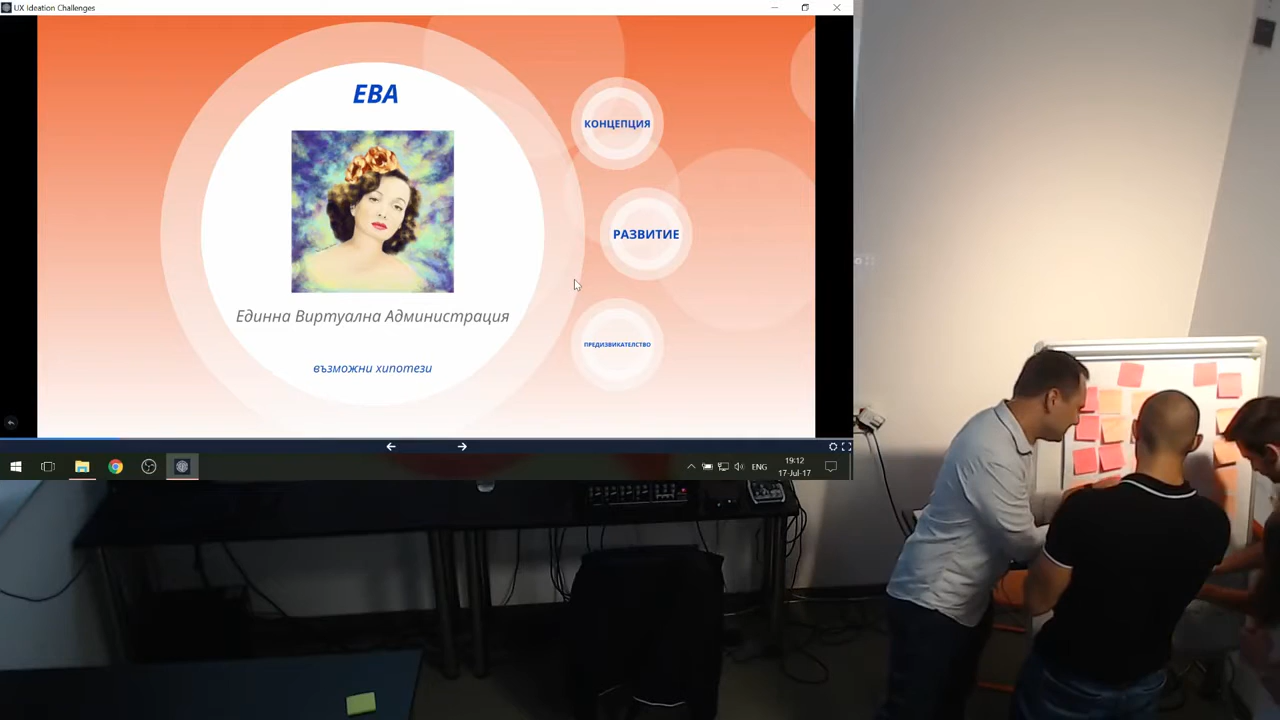 UX Ideation Challenges
ЕВА
Единна Виртуална Администрация
възможни хипотези
КОНЦЕПЦИЯ
РАЗВИТИЕ
ПРЕДИЗВИКАТЕЛСТВО
ENG
19:12
17-Jul-17